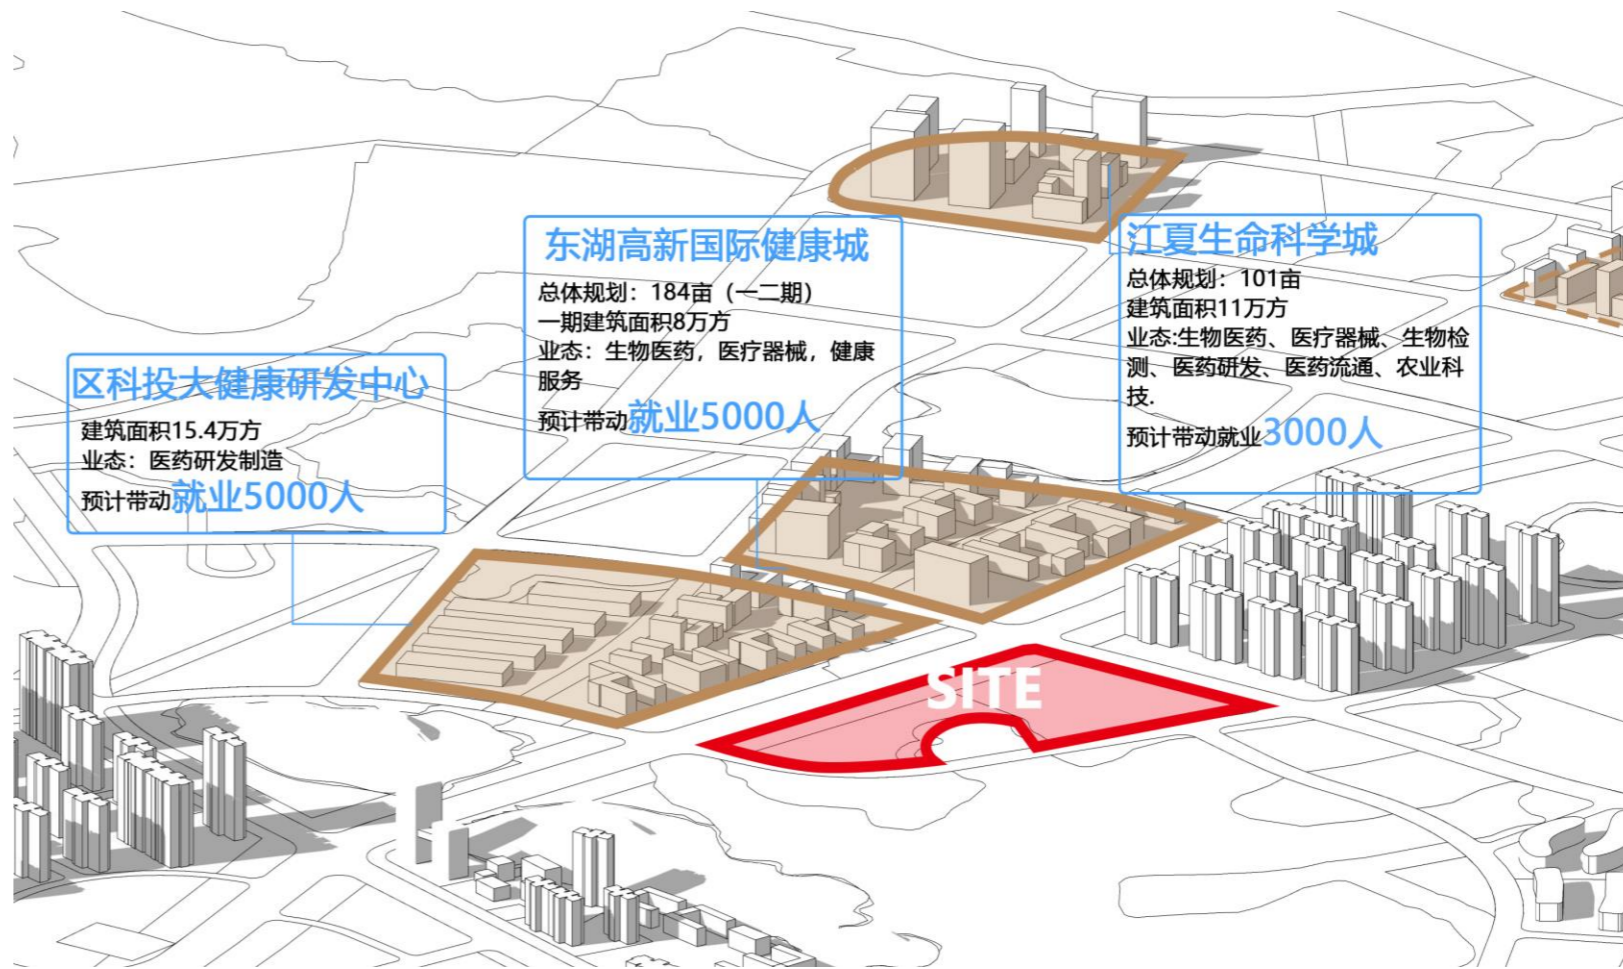 东湖高新国际健康城
总体规划：184亩（一二期）
一期建筑面积8万方
业态：生物医药，医疗器械，健康
服务
预计带动就业5000人
江夏生命科学城
总体规划：101亩
建筑面积11万方
业态:生物医药、医疗器械、生物检
测、医药研发、医药流通、农业科
技.
预计带动就业3000人
区科投大健康研发中心
建筑面积15.4万方
业态：医药研发制造
预计带动就业5000人
SITE